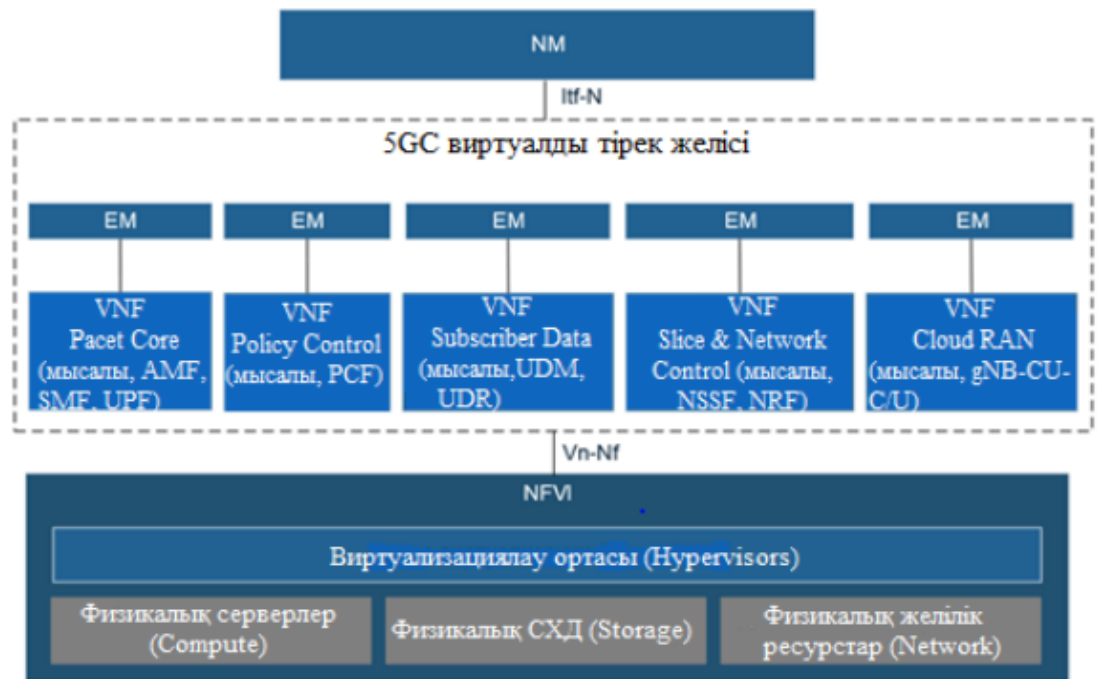 NM
Itf-N
5GC виртуалды тірек желісі
EM
EM
EM
EM
EM
VNF
Pacet Core
(мысалы, AMF,
SMF, UPF)
VNF
Policy Control
(мысалы, PCF)
VNF
Subscriber Data
(мысалы,UDM,
UDR)
VNF
Slice & Network
Control (мысалы,
NSSF, NRF)
VNF
Cloud RAN
(мысалы, gNB-CU-
C/U)
Vn-Nf
NFVI
Виртуализациялау ортасы (Hypervisors)
Физикалық серверлер
(Compute)
Физикалық СХД (Storage)
Физикалық желілік
ресурстар (Network)